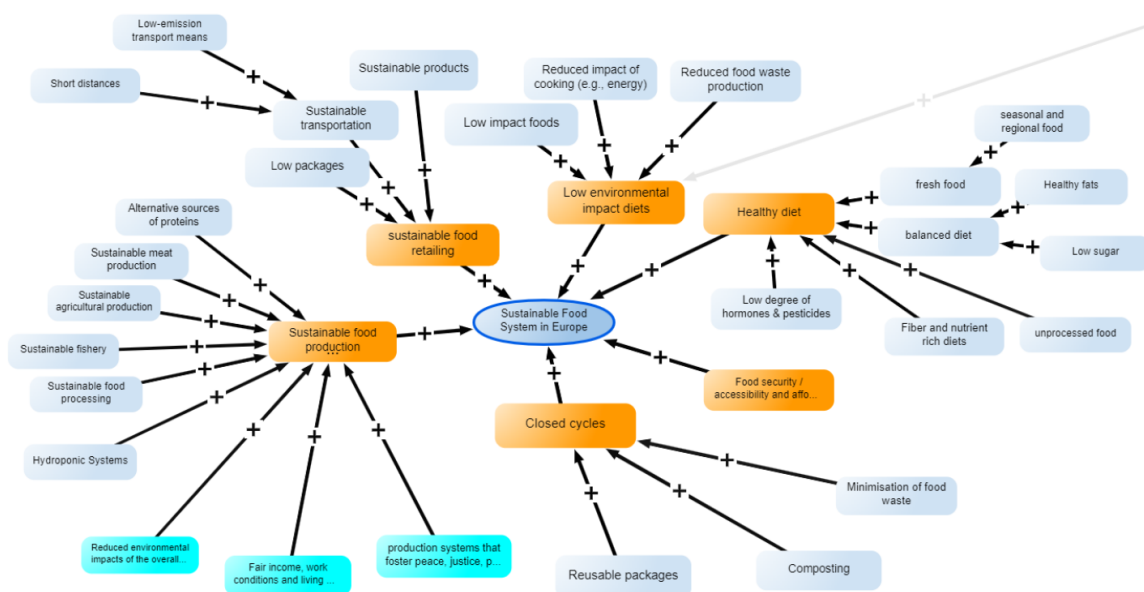 Low-emission
transport means
Short distances
Sustainable
transportation
Sustainable products
Low packages
sustainable food
retailing
Low impact foods
Reduced impact of
cooking (e.g., energy)
Reduced food waste
production
Low environmental
impact diets
seasonal and
regional food
fresh food
Healthy fats
Healthy diet
balanced diet
Low sugar
Low degree of
hormones & pesticides
Fiber and nutrient
rich diets
unprocessed food
Alternative sources
of proteins
Sustainable meat
production
Sustainable
agricultural production
Sustainable fishery
Sustainable food
processing
Hydroponic Systems
Sustainable food
production
...
Sustainable Food
System in Europe
Food security /
accessibility and affo...
Closed cycles
Minimisation of food
waste
Composting
Reusable packages
Reduced environmental
impacts of the overall...
Fair income, work
conditions and living ...
production systems that
foster peace, justice, p...